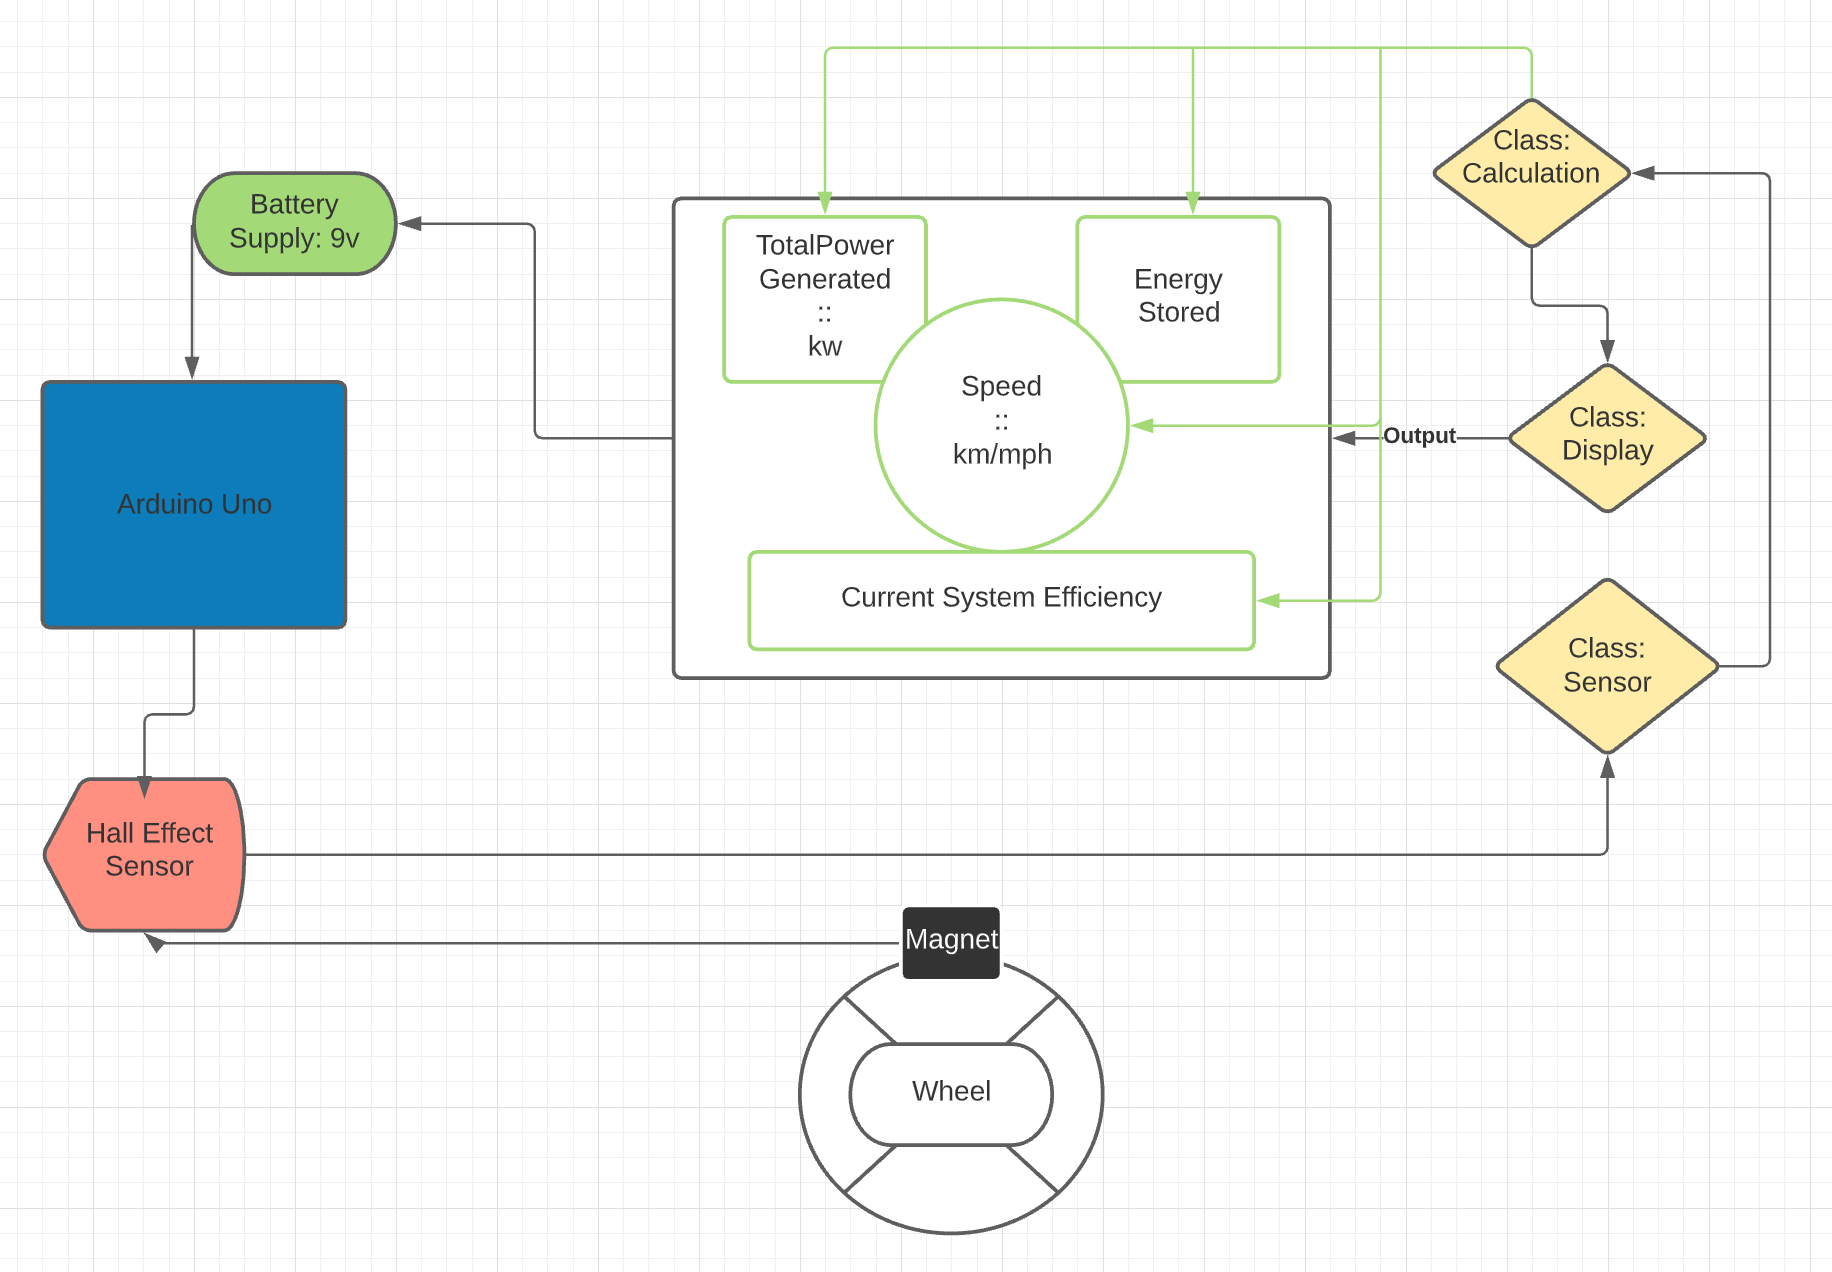 Class:
Calculation
Battery
Supply: 9v
TotalPower
Generated
::
kw
Energy
Stored
Speed
::
km/mph
Output
Class:
Display
Arduino Uno
Current System Efficiency
Class:
Sensor
Hall Effect
Sensor
Magnet
Wheel